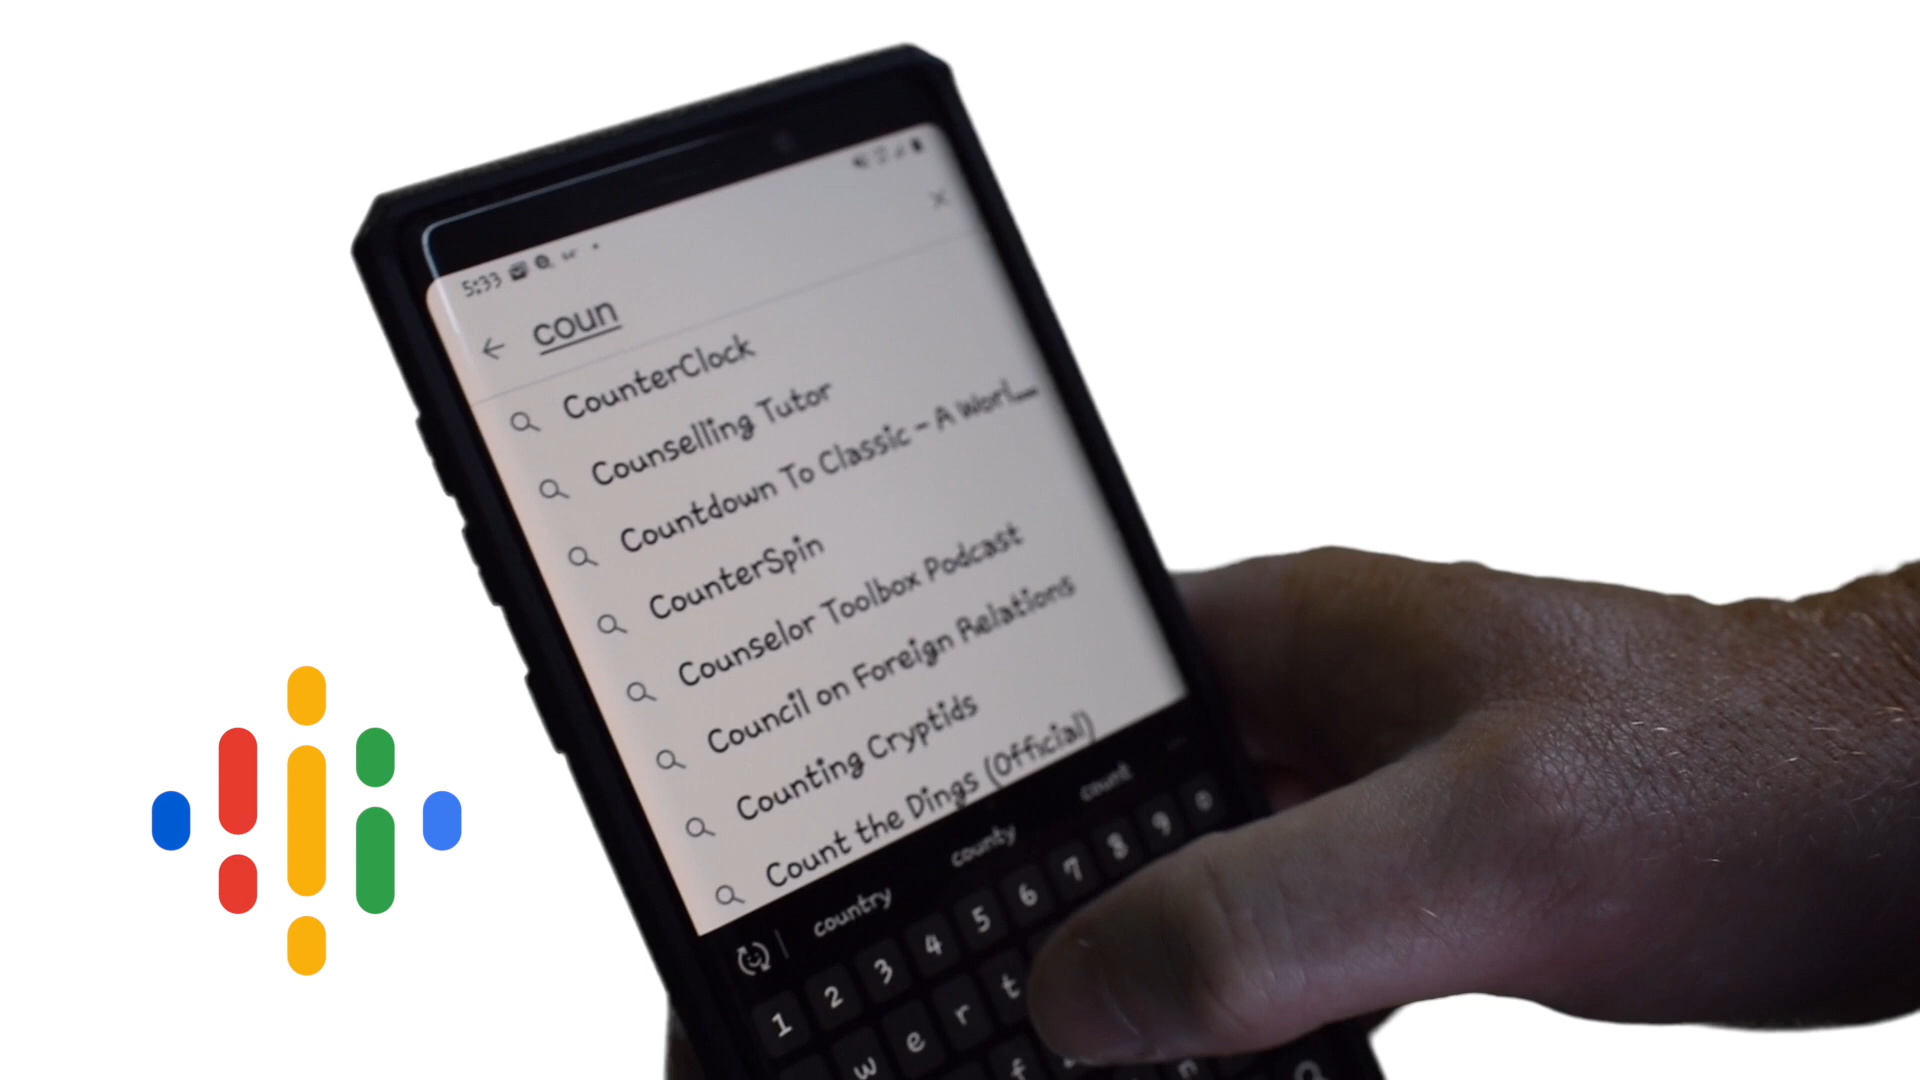 5:33
coun
CounterClock
Counselling Tutor
Countdown To Classic - A Worl...
CounterSpin
Counselor Toolbox Podcast
Council on Foreign Relations
Counting Cryptids
Count the Dings (Official)
country county count
1 2 3 4 5 6 7 8 9 0
w e r t
f
n